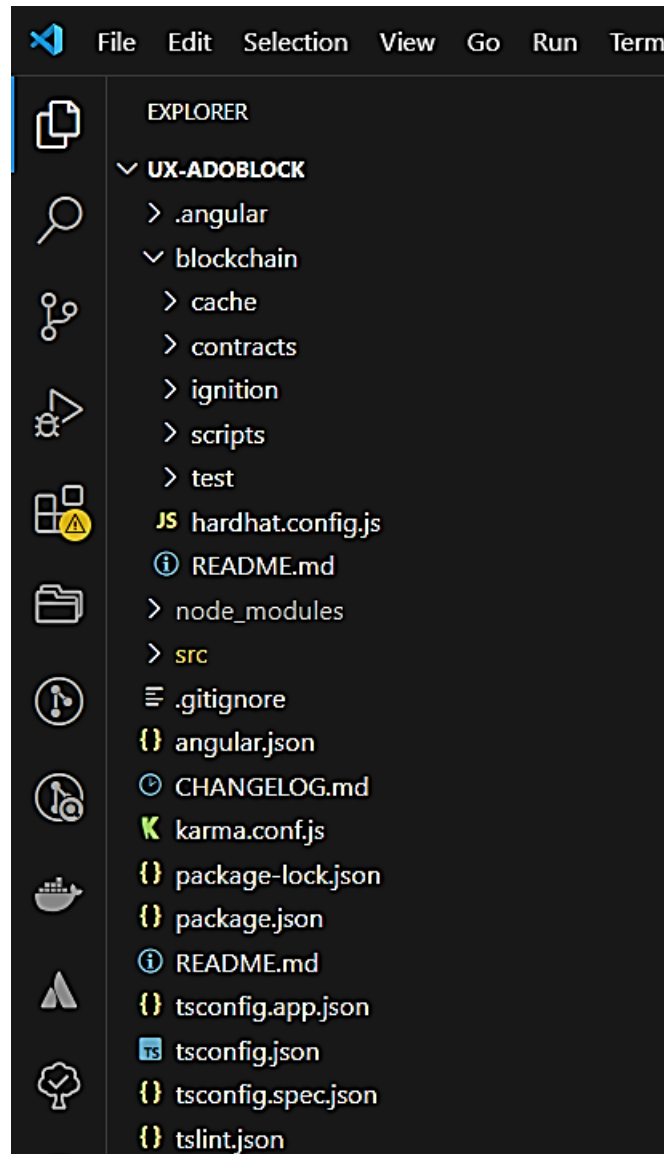 File Edit Selection View Go Run Term
EXPLORER
UX-ADOBLOCK
.angular
blockchain
cache
contracts
ignition
scripts
test
JS hardhat.config.js
README.md
node_modules
src
.gitignore
{} angular.json
CHANGELOG.md
karma.conf.js
{} package-lock.json
{} package.json
README.md
{} tsconfig.app.json
TS tsconfig.json
{} tsconfig.spec.json
{} tslint.json